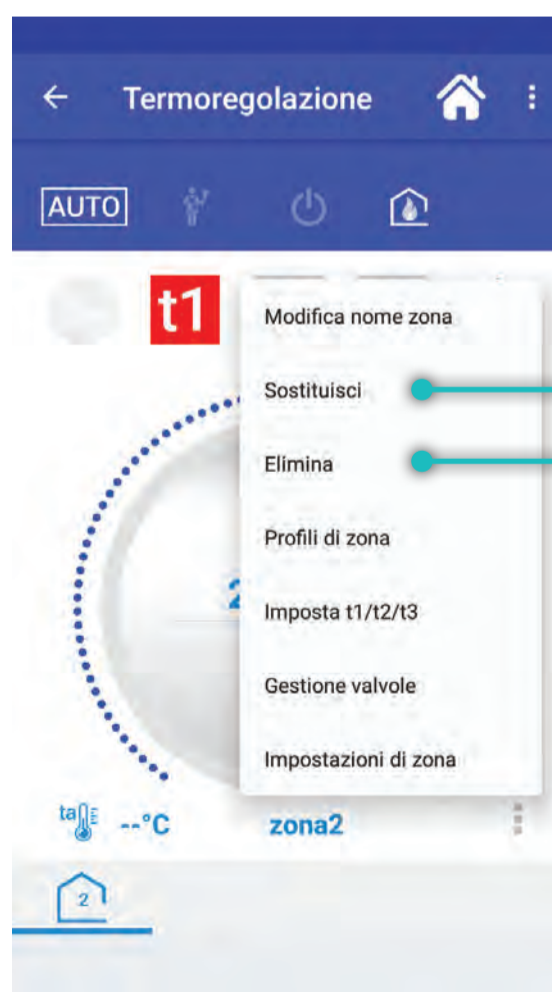 Termoregolazione
AUTO
t1
Modifica nome zona
Sostituisci
Elimina
Profili di zona
2
Imposta t1/t2/t3
Gestione valvole
Impostazioni di zona
ta --°C zona2
2